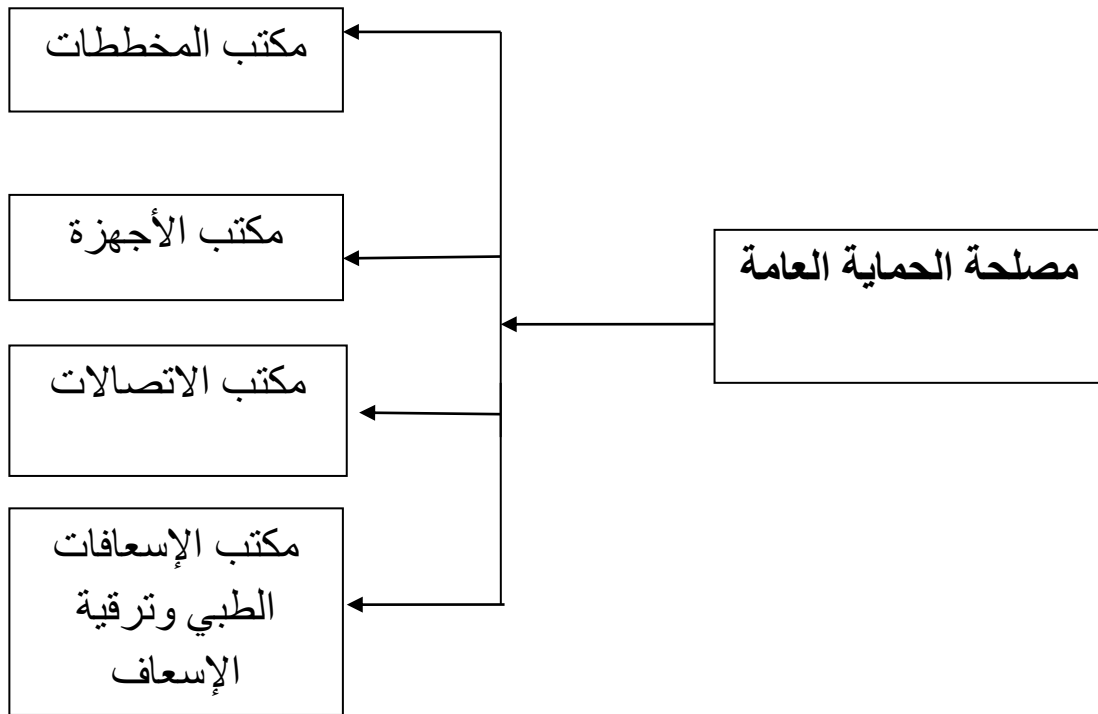 مصلحة الحماية العامة
مكتب المخططات
مكتب الأجهزة
مكتب الاتصالات
مكتب الإسعافات
الطبي وترقية
الإسعاف